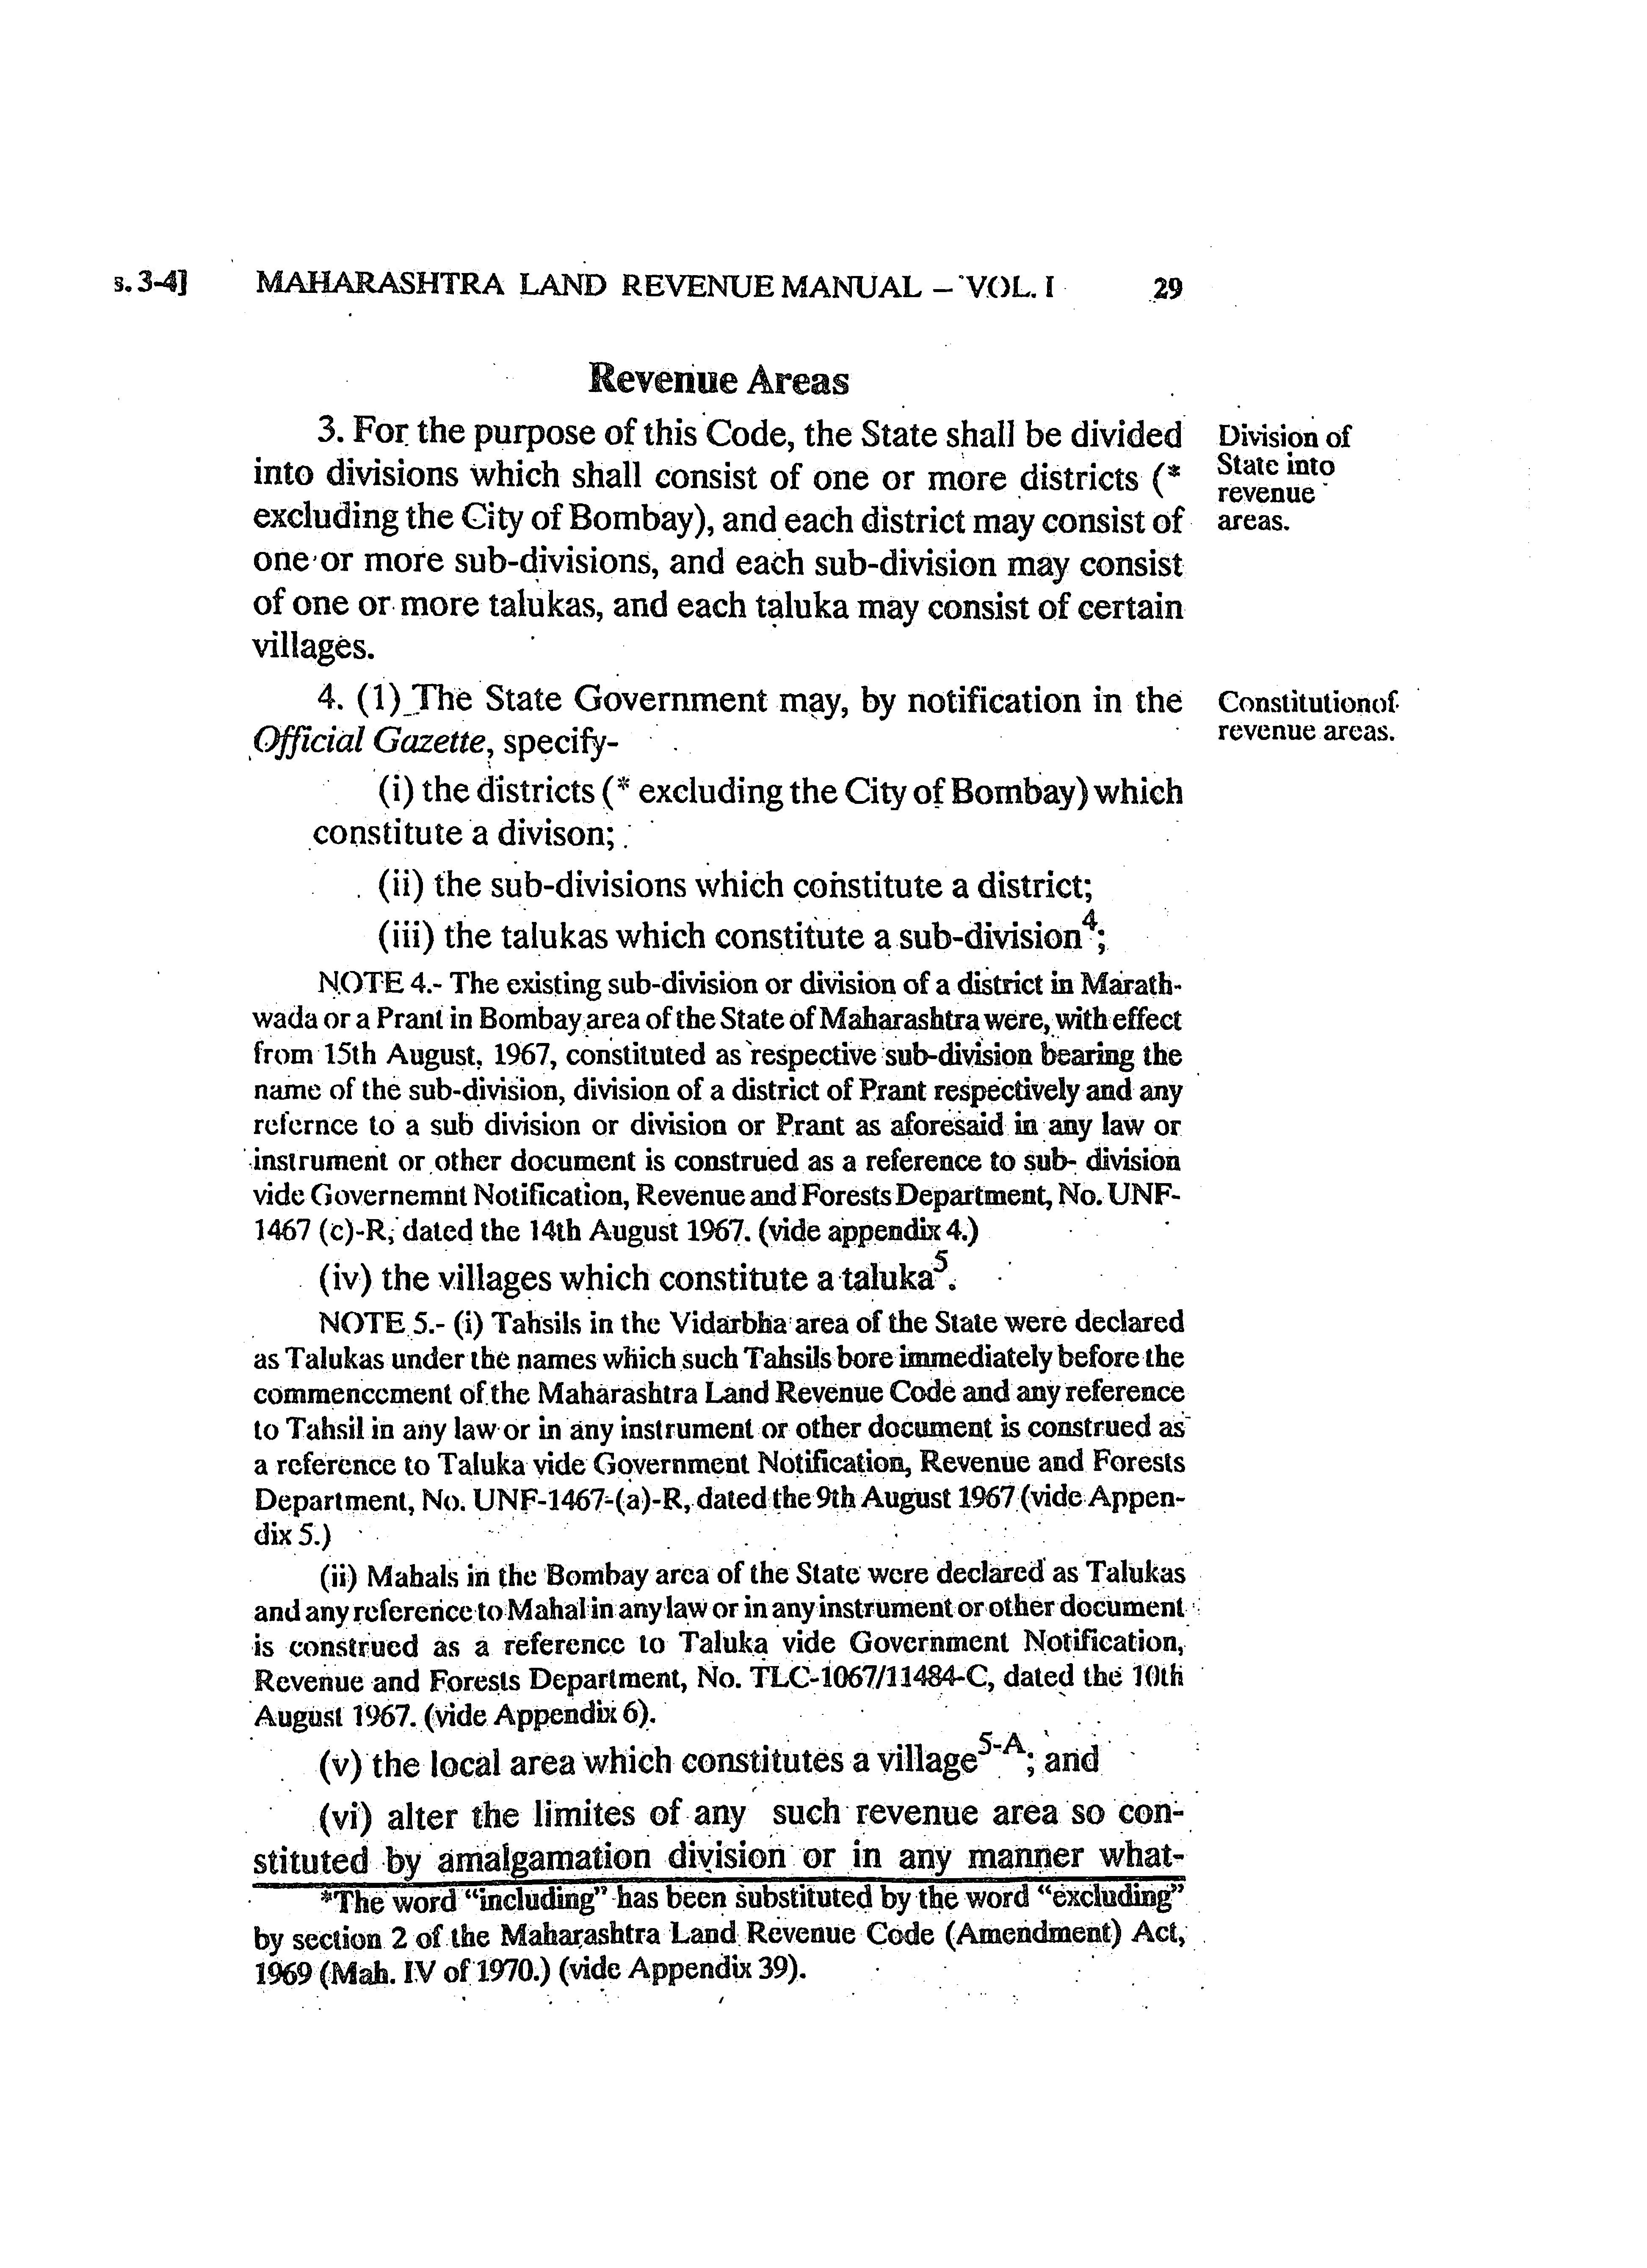 s. 3-4] MAHARASHTRA LAND REVENUE MANUAL – VOL. I 29
Revenue Areas
3. For the purpose of this Code, the State shall be divided
into divisions which shall consist of one or more districts (*
excluding the City of Bombay), and each district may consist of
one or more sub-divisions, and each sub-division may consist
of one or more talukas, and each taluka may consist of certain
villages.
Division of
State into
revenue
areas.
4. (1) The State Government may, by notification in the
Official Gazette, specify-
Constitutionof
revenue areas.
(i) the districts (* excluding the City of Bombay) which
constitute a divison;
(ii) the sub-divisions which constitute a district;
(iii) the talukas which constitute a sub-division4;
NOTE 4.- The existing sub-division or division of a district in Marath-
wada or a Prant in Bombay area of the State of Maharashtra were, with effect
from 15th August, 1967, constituted as respective sub-division bearing the
name of the sub-division, division of a district of Prant respectively and any
refernce to a sub division or division or Prant as aforesaid in any law or
instrument or other document is construed as a reference to sub- division
vide Governemnt Notification, Revenue and Forests Department, No. UNF-
1467 (c)-R, dated the 14th August 1967. (vide appendix 4.)
(iv) the villages which constitute a taluka5.
NOTE 5.- (i) Tahsils in the Vidarbha area of the State were declared
as Talukas under the names which such Tahsils bore immediately before the
commencement of the Maharashtra Land Revenue Code and any reference
to Tahsil in any law or in any instrument or other document is construed as
a reference to Taluka vide Government Notification, Revenue and Forests
Department, No. UNF-1467-(a)-R, dated the 9th August 1967 (vide Appen-
dix 5.)
(ii) Mahals in the Bombay area of the State were declared as Talukas
and any reference to Mahal in any law or in any instrument or other document
is construed as a reference to Taluka vide Government Notification,
Revenue and Forests Department, No. TLC-1067/11484-C, dated the 10th
August 1967. (vide Appendix 6).
(v) the local area which constitutes a village5-A; and
(vi) alter the limites of any such revenue area so con-
stituted by amalgamation division or in any manner what-
*The word “including” has been substituted by the word “excluding”
by section 2 of the Maharashtra Land Revenue Code (Amendment) Act,
1969 (Mah. IV of 1970.) (vide Appendix 39).